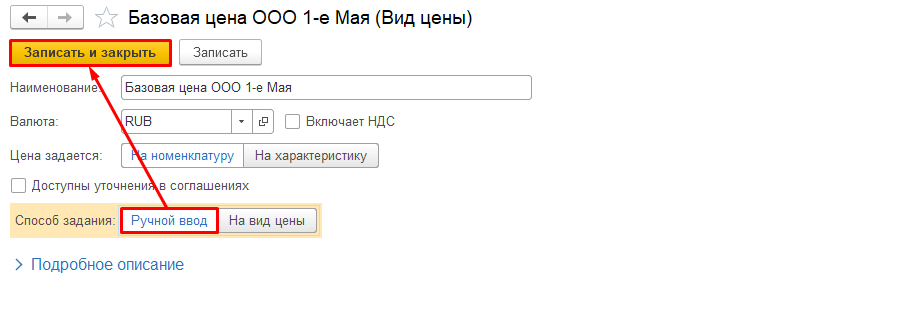 Базовая цена ООО 1-е Мая (Вид цены)
Записать и закрыть Записать
Наименование: Базовая цена ООО 1-е Мая
Валюта: RUB Включает НДС
Цена задается: На номенклатуру На характеристику
Доступны уточнения в соглашениях
Способ задания: Ручной ввод На вид цены
Подробное описание